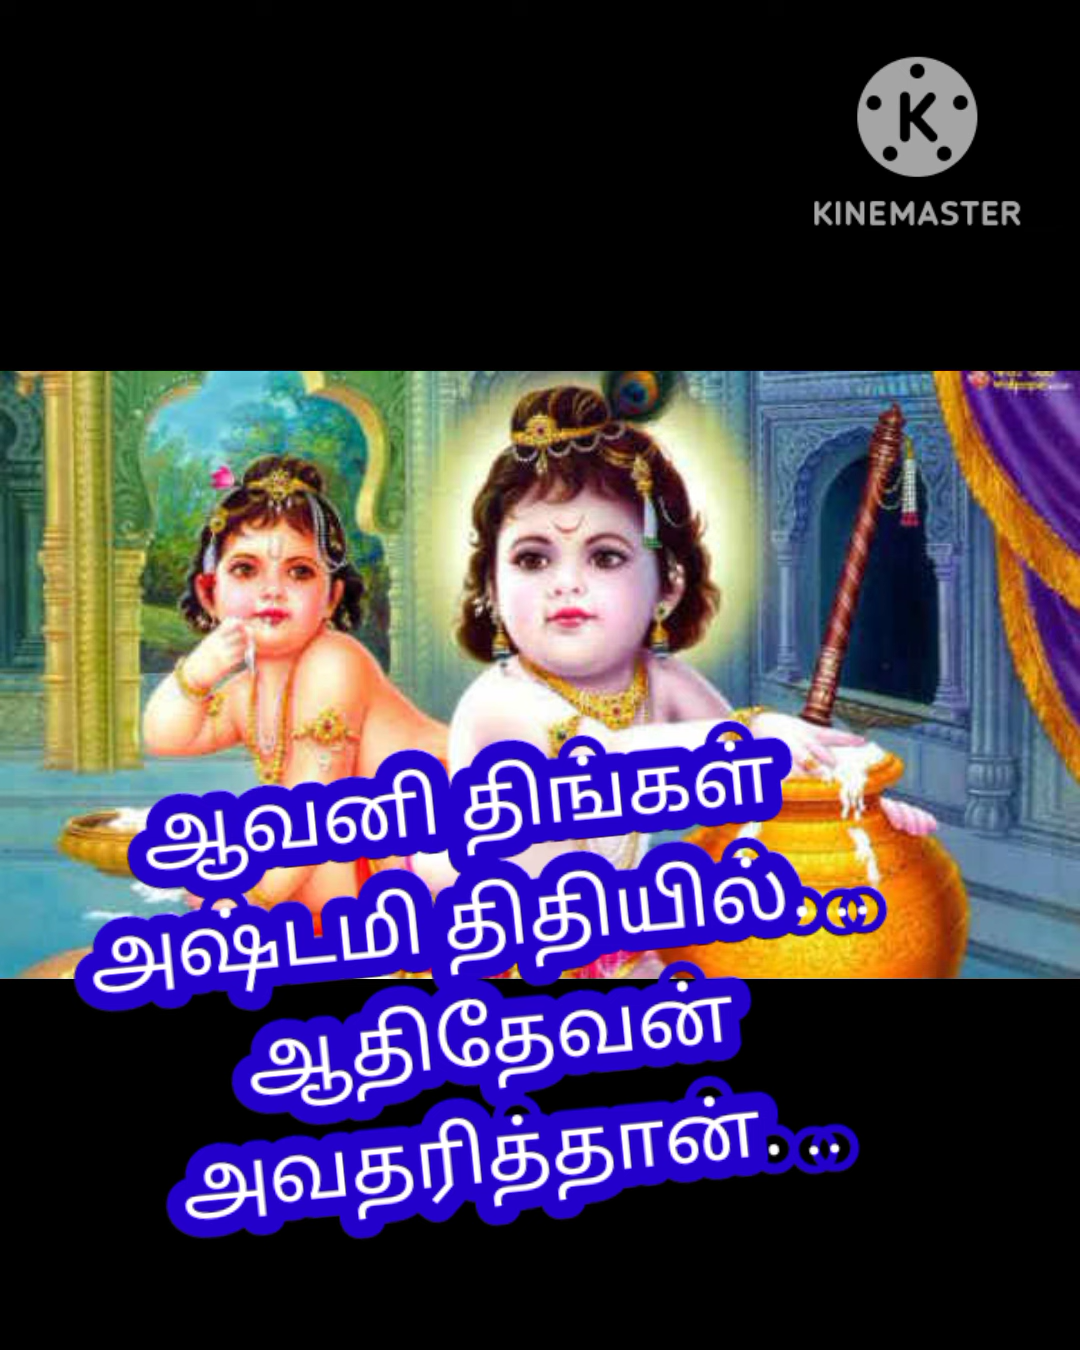 KINEMASTER
ஆவனி திங்கள்
அஷ்டமி திதியில்...
ஆதிதேவன்
அவதரித்தான்...